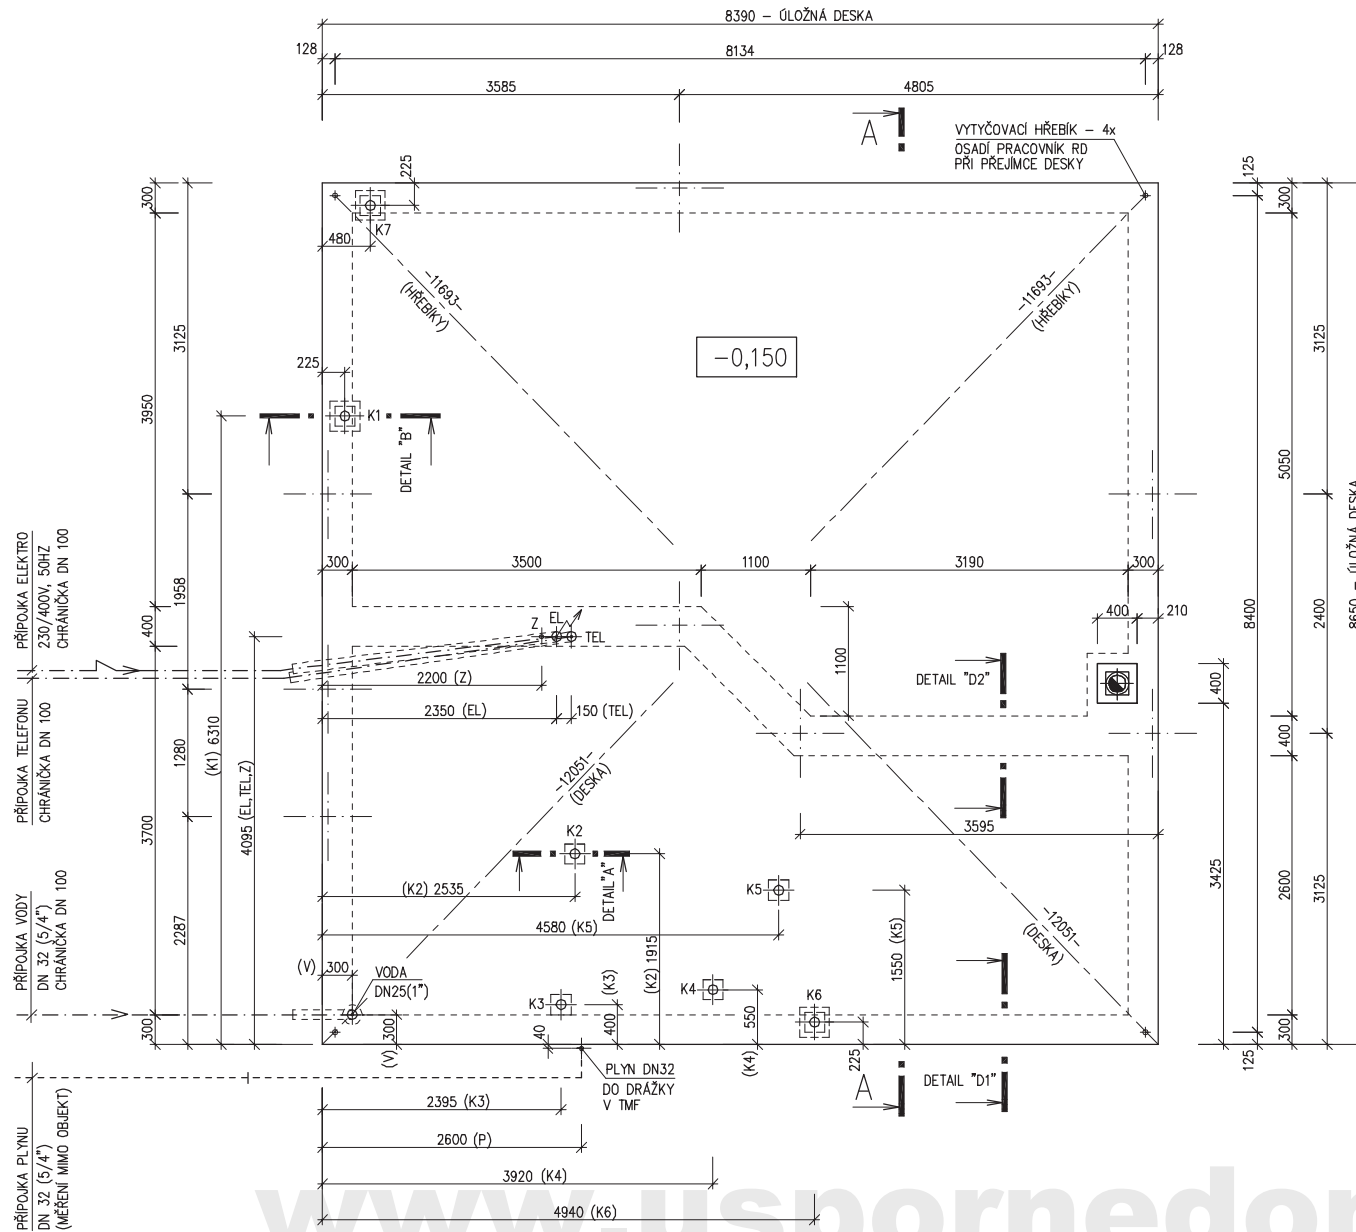 8390 – ÚLOŽNÁ DESKA
128
8134
128
3585
4805
A
VYTYČOVACÍ HŘEBÍK – 4x
OSADÍ PRACOVNÍK RD
PŘI PŘEJÍMCE DESKY
225
125
300
300
K7
480
-11693-
(HŘEBÍKY)
-11693-
(HŘEBÍKY)
3125
3125
-0,150
225
3950
K1
DETAIL "B"
5050
8650 – ÚLOŽNÁ DESKA
PŘÍPOJKA ELEKTRO
230/400V, 50HZ
CHRÁNIČKA DN 100
300
3500
1100
3190
300
1958
400
8400
2400
Z
EL
TEL
400
210
1100
400
2200 (Z)
DETAIL "D2"
2350 (EL)
150 (TEL)
PŘÍPOJKA TELEFONU
CHRÁNIČKA DN 100
1280
(K1) 6310
4095 (EL,TEL,Z)
400
-12051-
(DESKA)
3700
3595
K2
(K2) 2535
DETAIL "A"
K5
3425
2600
3125
PŘÍPOJKA VODY
DN 32 (5/4")
CHRÁNIČKA DN 100
2287
4580 (K5)
(K2) 1915
1550 (K5)
-12051-
(DESKA)
(V)
300
VODA
DN25(1")
(K3)
K4
K3
K6
V
300
300
(V)
40
400
550
(K4)
225
300
125
PLYN DN32
DO DRÁŽKY
V TMF
A
DETAIL "D1"
2395 (K3)
PŘÍPOJKA PLYNU
DN 32 (5/4")
(MĚŘENÍ MIMO OBJEKT)
2600 (P)
3920 (K4)
4940 (K6)